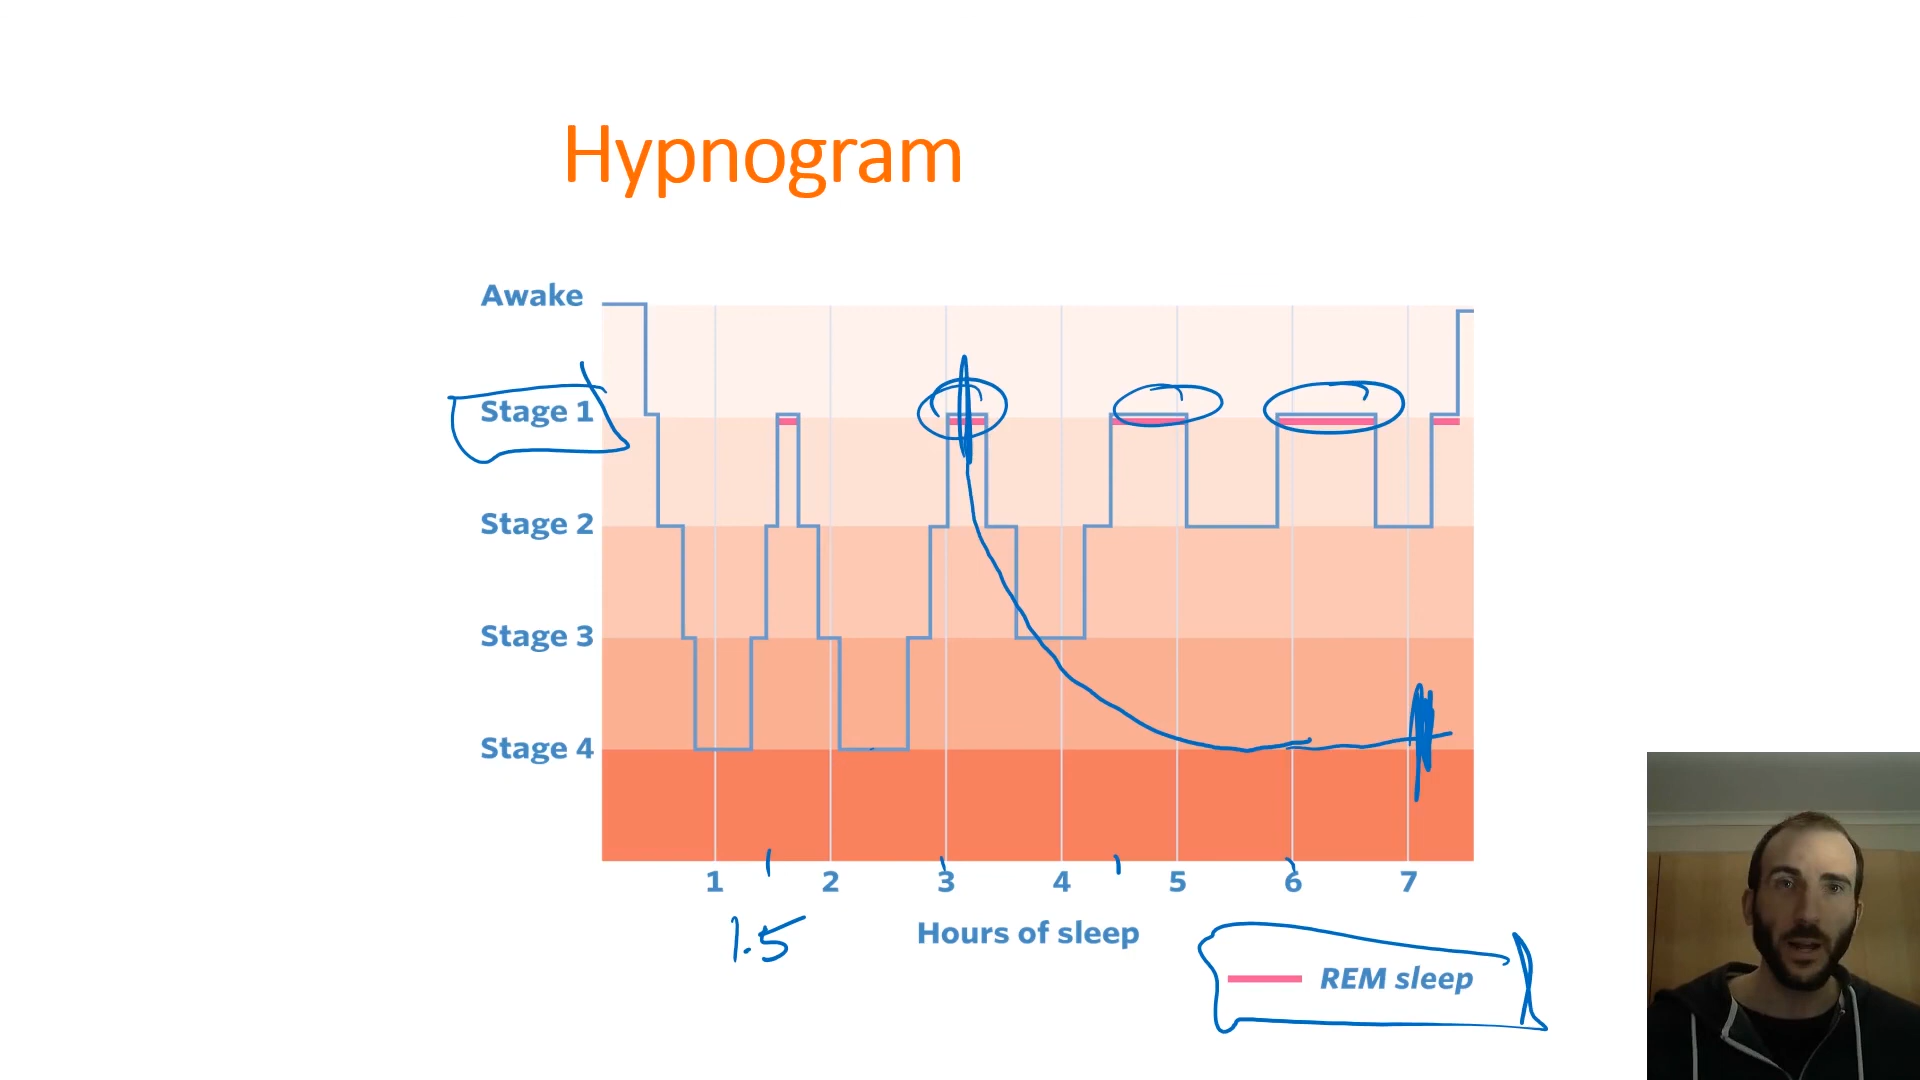 Hypnogram
Awake
Stage 1
Stage 2
Stage 3
Stage 4
1 2 3 4 5 6 7
1.5
Hours of sleep
REM sleep